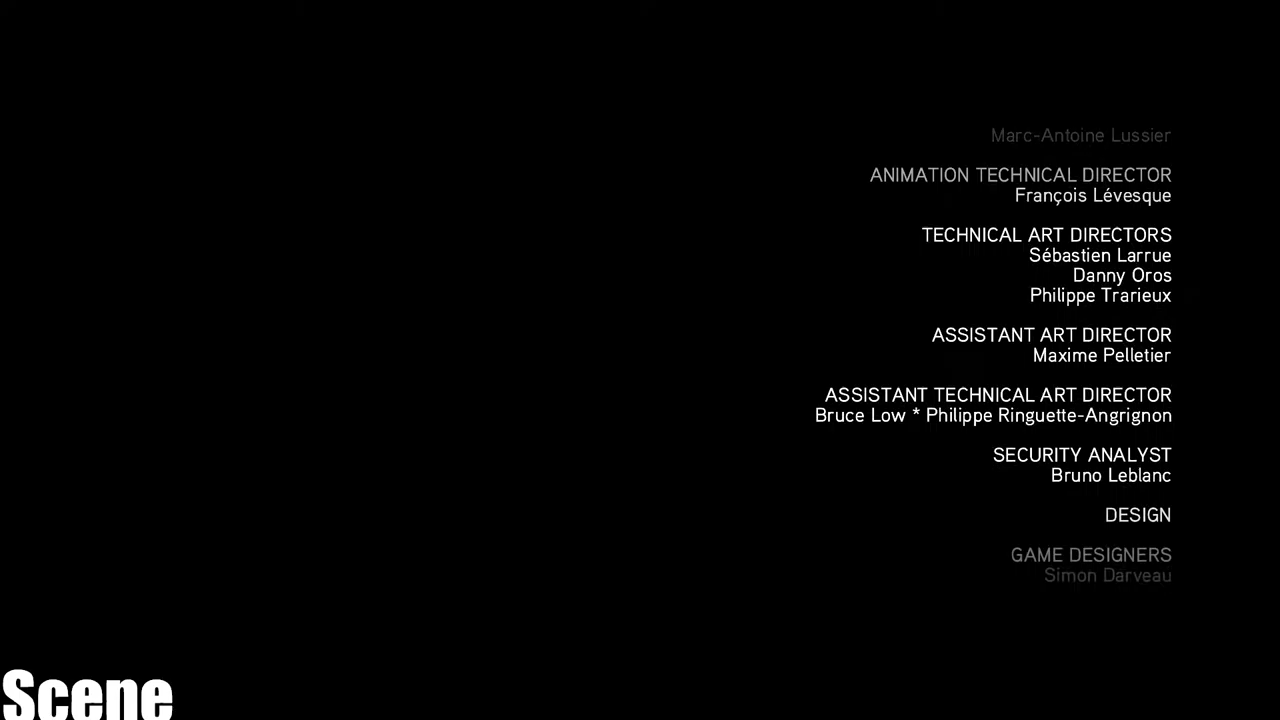 Marc-Antoine Lussier
ANIMATION TECHNICAL DIRECTOR
François Lévesque
TECHNICAL ART DIRECTORS
Sébastien Larrue
Danny Oros
Philippe Trarieux
ASSISTANT ART DIRECTOR
Maxime Pelletier
ASSISTANT TECHNICAL ART DIRECTOR
Bruce Low * Philippe Ringuette-Angrignon
SECURITY ANALYST
Bruno Leblanc
DESIGN
GAME DESIGNERS
Simon Darveau
Scene